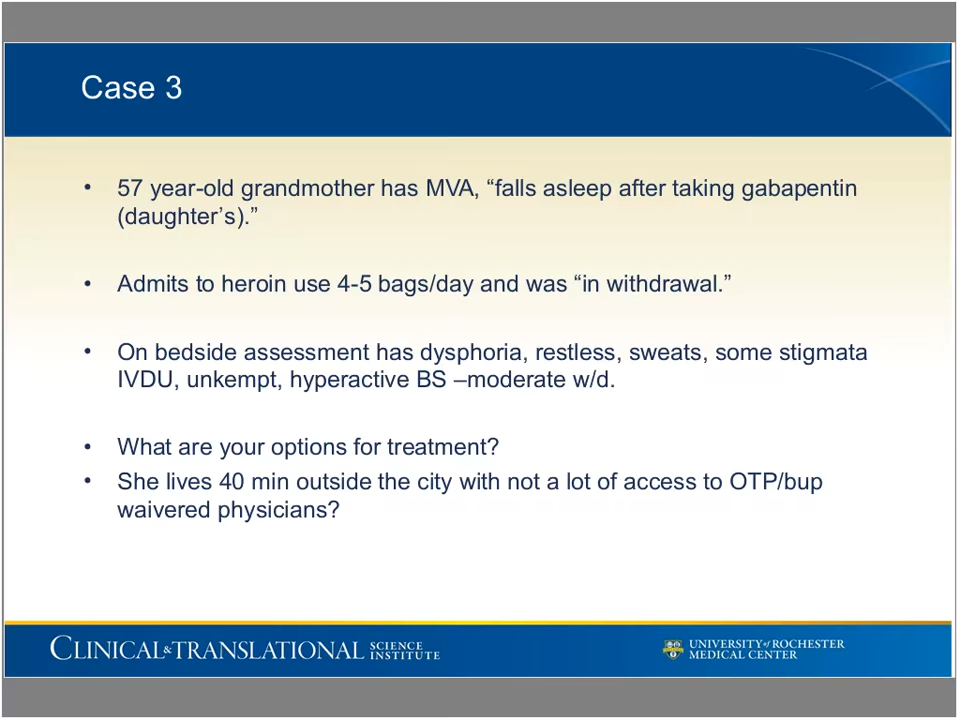 Case 3
• 57 year-old grandmother has MVA, “falls asleep after taking gabapentin
(daughter’s).”
• Admits to heroin use 4-5 bags/day and was “in withdrawal.”
• On bedside assessment has dysphoria, restless, sweats, some stigmata
IVDU, unkempt, hyperactive BS –moderate w/d.
• What are your options for treatment?
• She lives 40 min outside the city with not a lot of access to OTP/bup
waivered physicians?
CLINICAL & TRANSLATIONAL SCIENCE
INSTITUTE
UNIVERSITY of ROCHESTER
MEDICAL CENTER